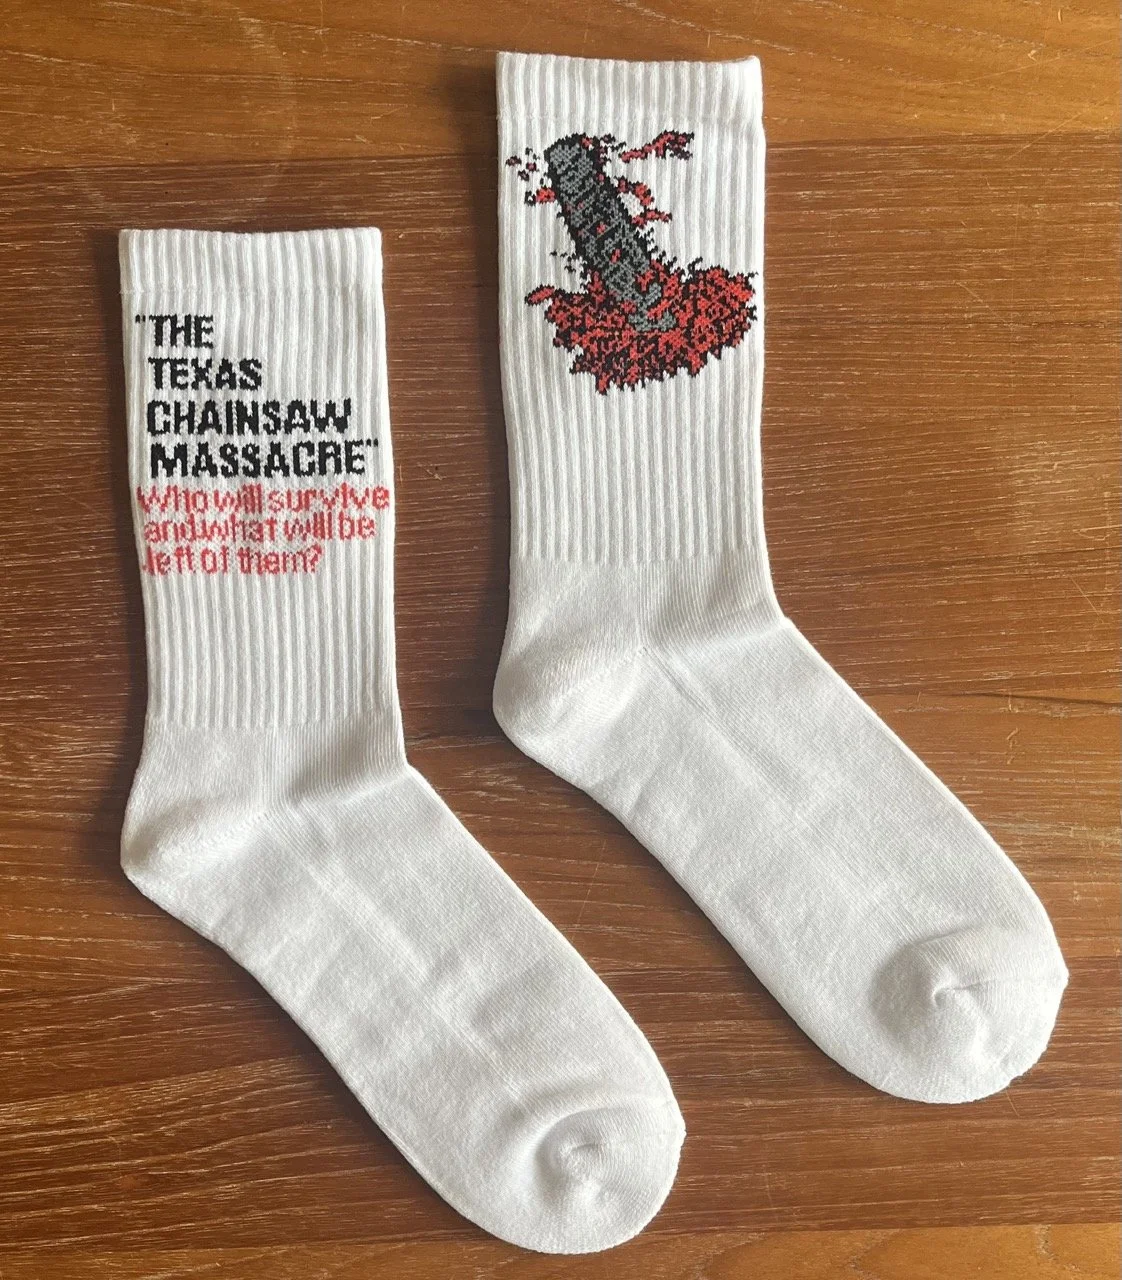 "THE
TEXAS
CHAINSAW
MASSACRE"
Who will survive
and what will be
left of them?